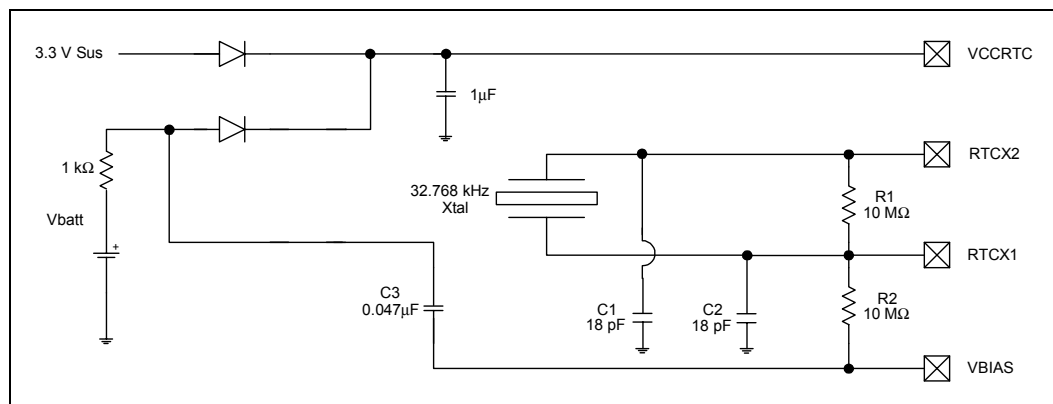 3.3 V Sus
VCCRTC
1μF
1 kΩ
RTCX2
32.768 kHz
Xtal
R1
10 MΩ
Vbatt
+
RTCX1
C3
0.047μF
C1
18 pF
C2
18 pF
R2
10 MΩ
VBIAS